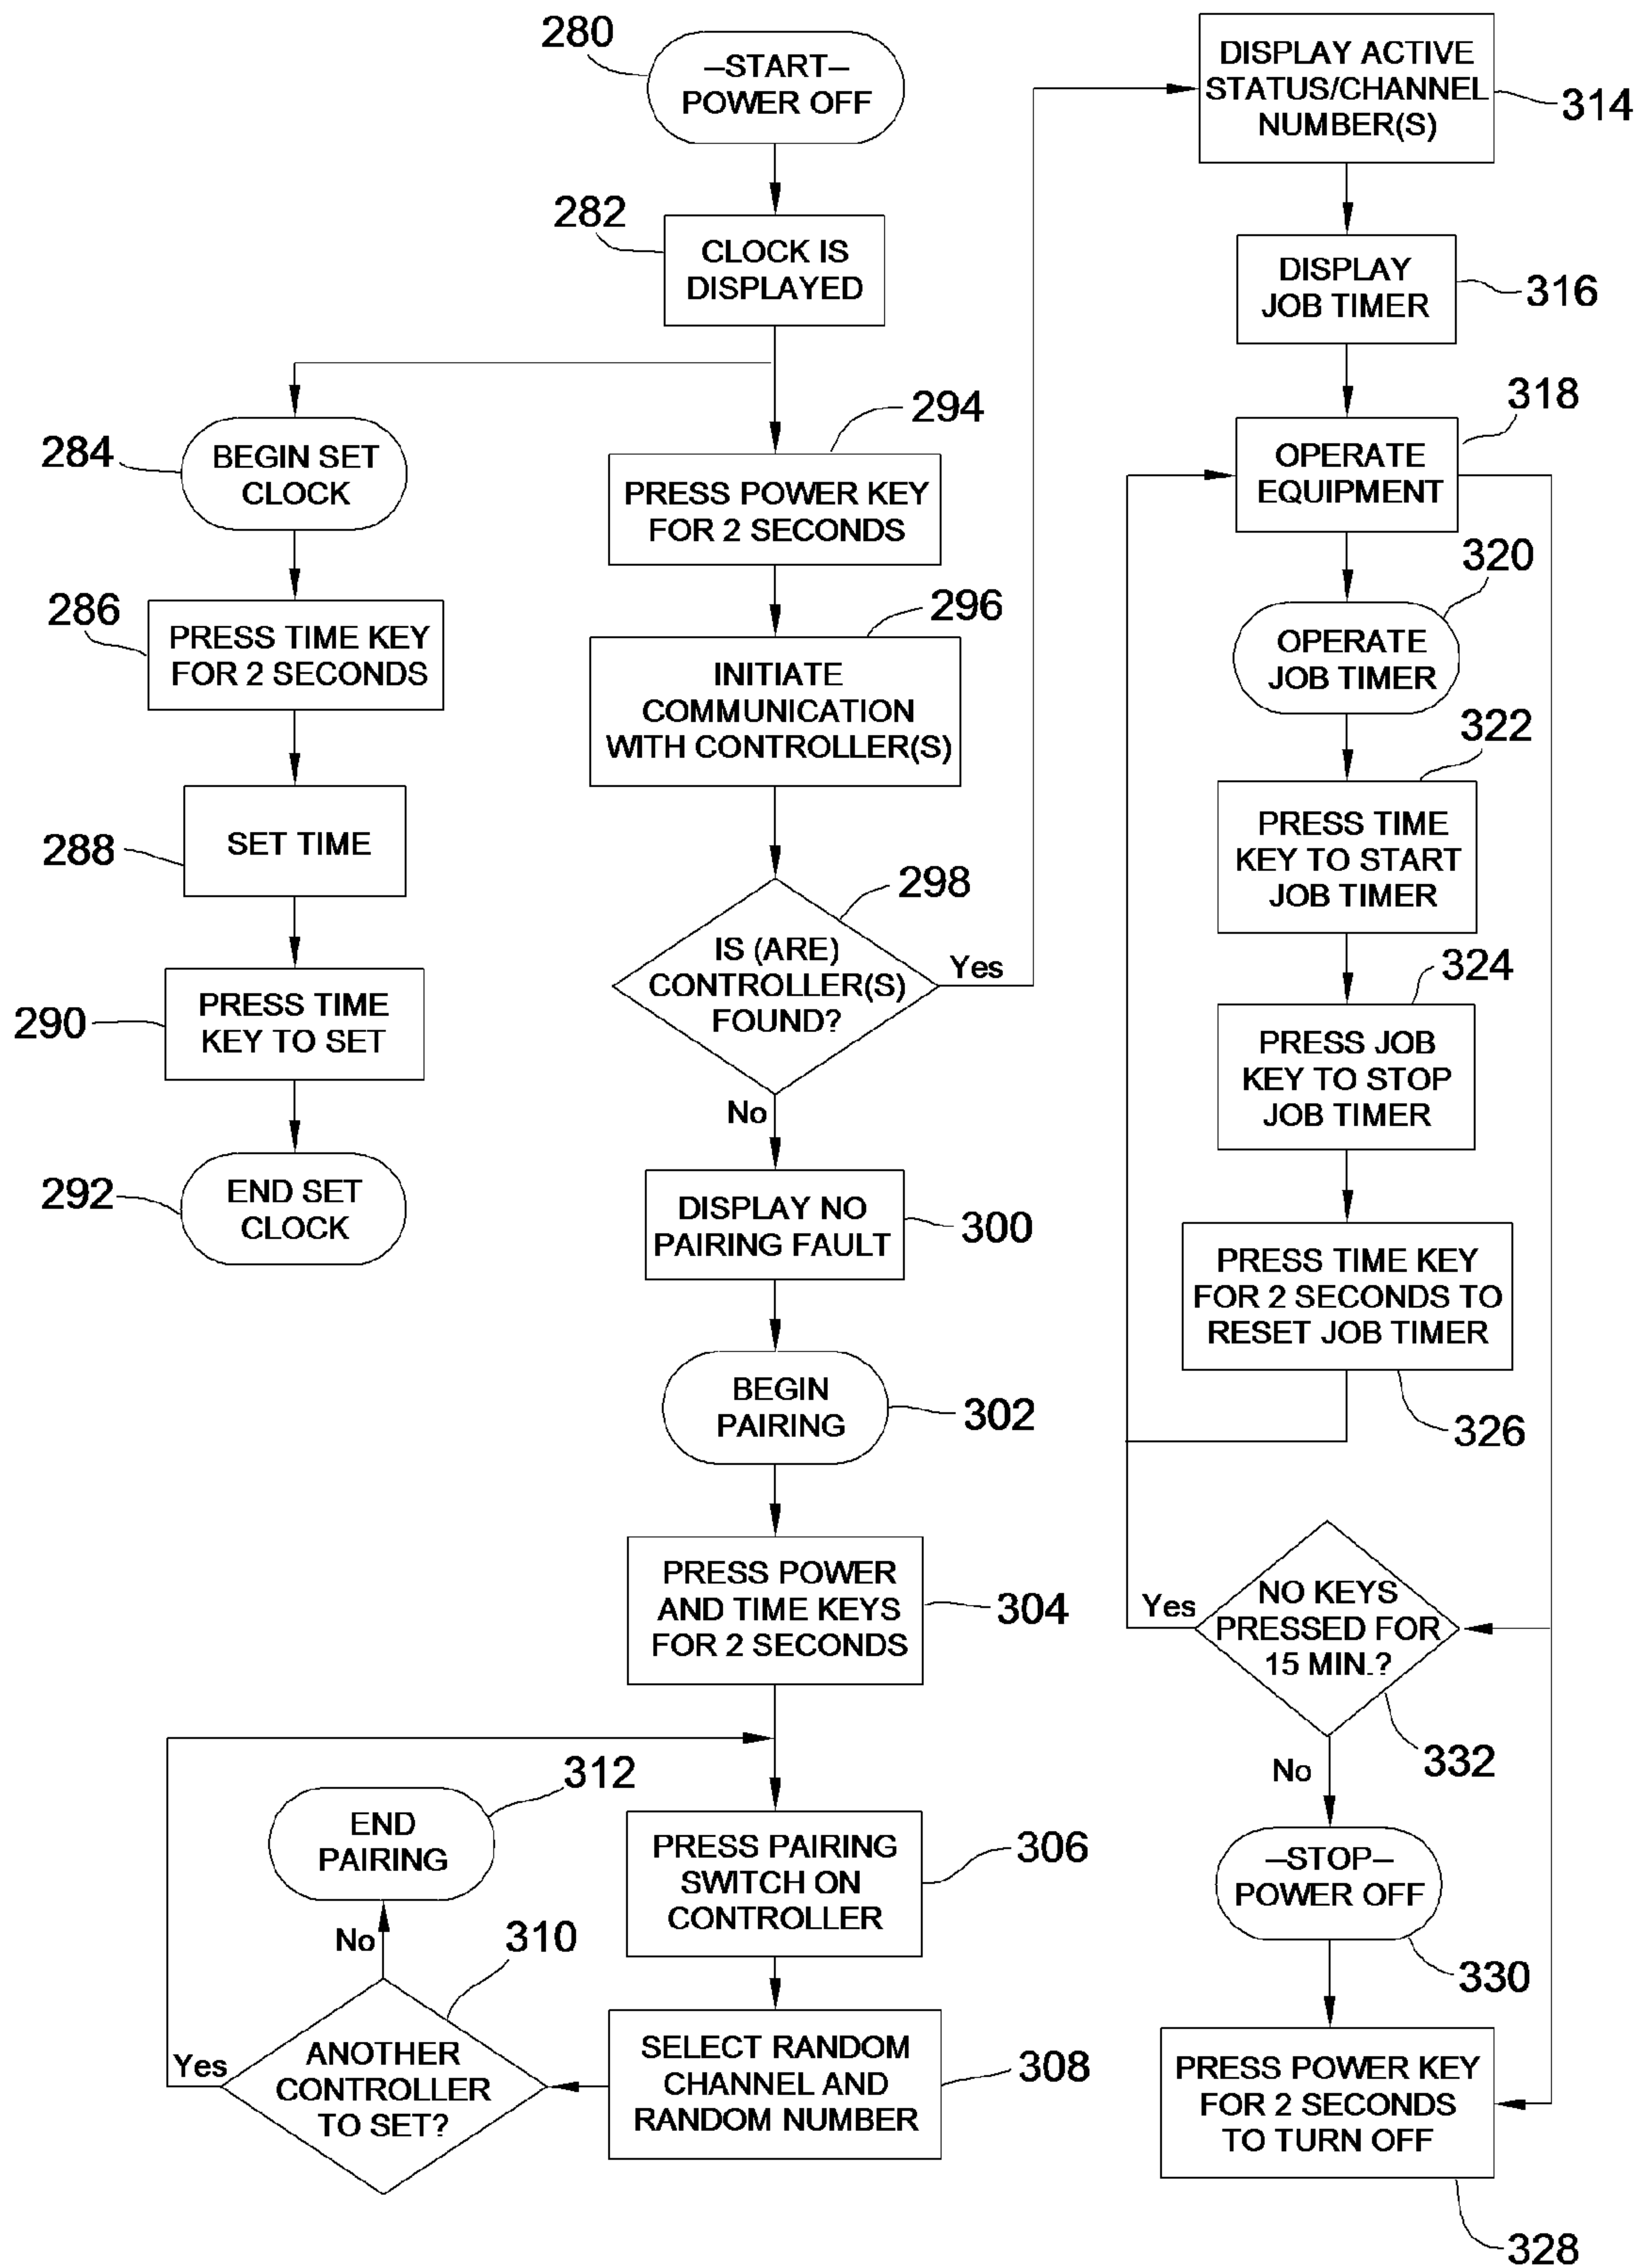 280
–START–
POWER OFF
282
CLOCK IS
DISPLAYED
284
BEGIN SET
CLOCK
286
PRESS TIME KEY
FOR 2 SECONDS
288
SET TIME
290
PRESS TIME
KEY TO SET
292
END SET
CLOCK
294
PRESS POWER KEY
FOR 2 SECONDS
296
INITIATE
COMMUNICATION
WITH CONTROLLER(S)
298
IS (ARE)
CONTROLLER(S)
FOUND?
Yes
No
DISPLAY NO
PAIRING FAULT
300
BEGIN
PAIRING
302
PRESS POWER
AND TIME KEYS
FOR 2 SECONDS
304
PRESS PAIRING
SWITCH ON
CONTROLLER
306
SELECT RANDOM
CHANNEL AND
RANDOM NUMBER
308
310
ANOTHER
CONTROLLER
TO SET?
Yes
No
312
END
PAIRING
DISPLAY ACTIVE
STATUS/CHANNEL
NUMBER(S)
314
DISPLAY
JOB TIMER
316
318
OPERATE
EQUIPMENT
320
OPERATE
JOB TIMER
322
PRESS TIME
KEY TO START
JOB TIMER
324
PRESS JOB
KEY TO STOP
JOB TIMER
PRESS TIME KEY
FOR 2 SECONDS TO
RESET JOB TIMER
326
Yes
NO KEYS
PRESSED FOR
15 MIN.?
332
No
–STOP–
POWER OFF
330
PRESS POWER KEY
FOR 2 SECONDS
TO TURN OFF
328